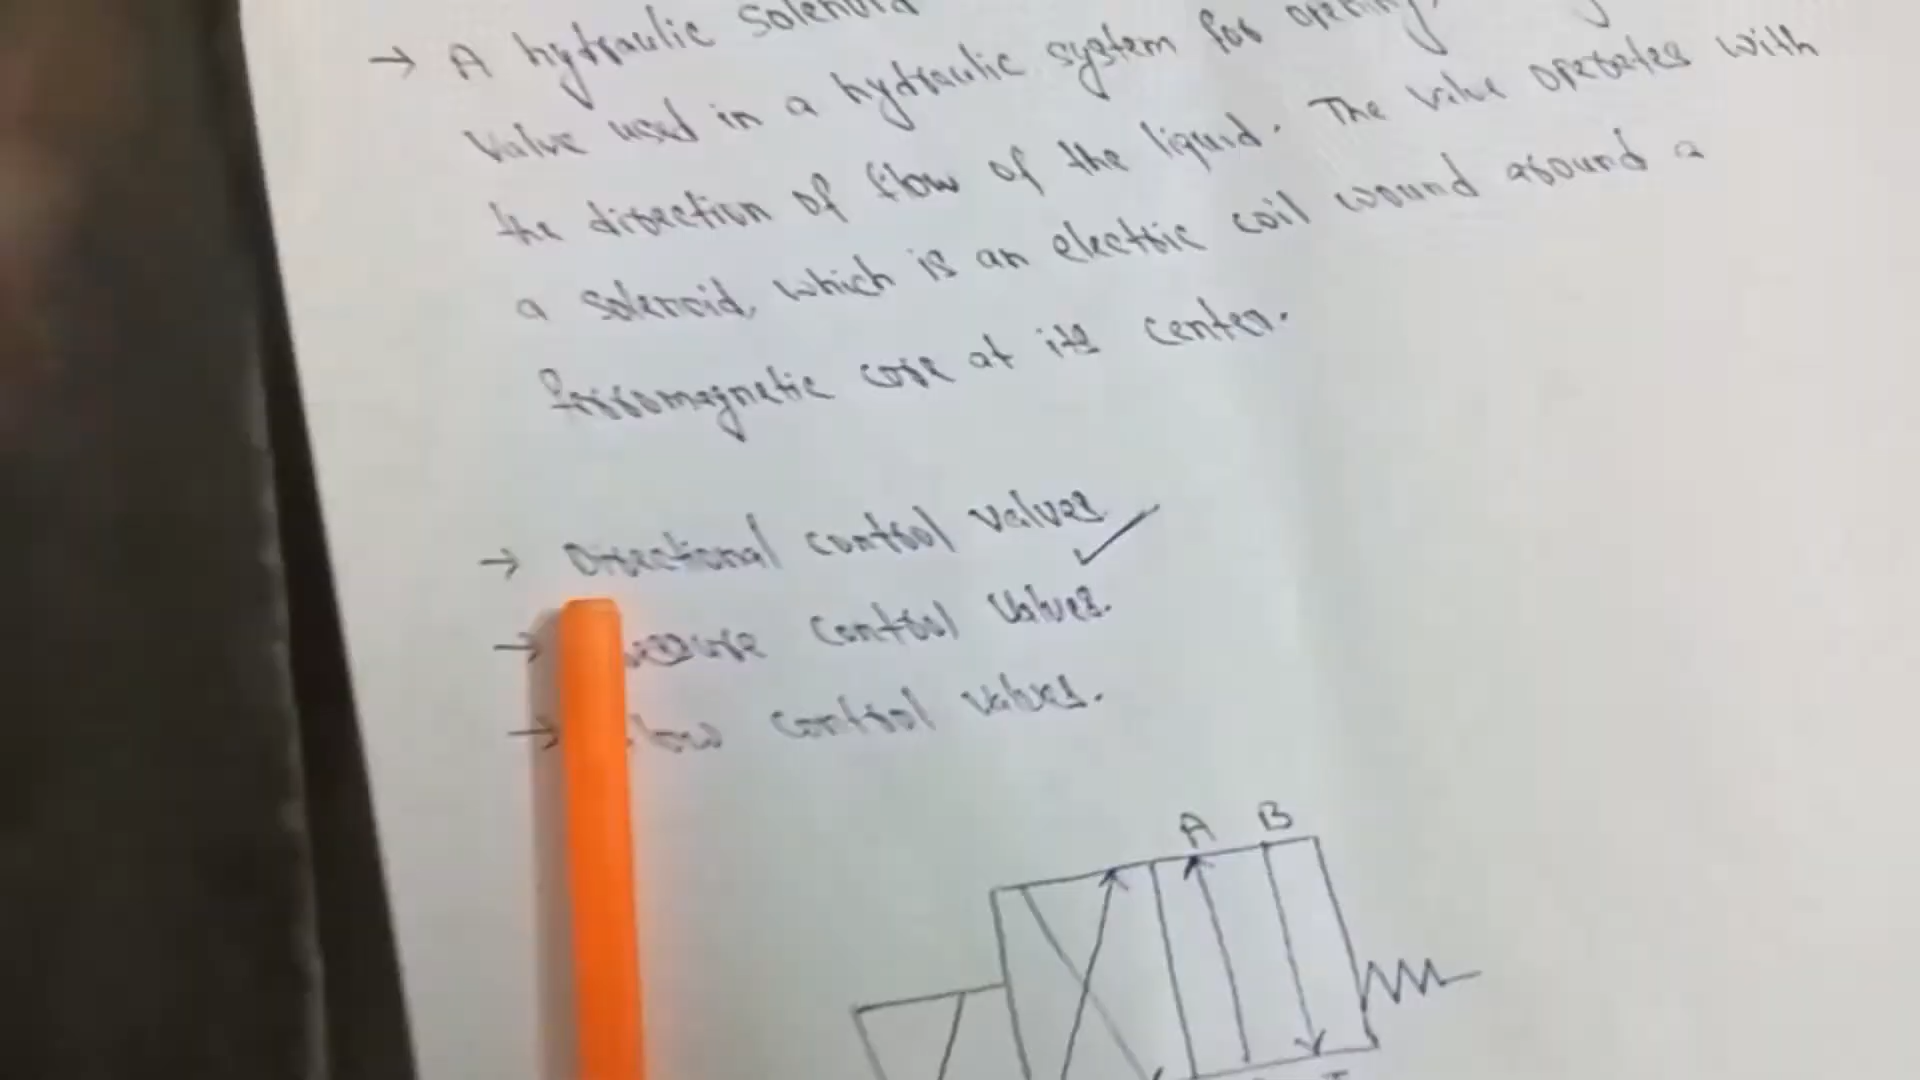 → A hydraulic solenoid
valve used in a hydraulic system for opening,
the direction of flow of the liquid. The valve operates with
a solenoid, which is an electric coil wound around a
ferromagnetic core at its center.
→ Directional control valves
→ control valves.
→ control valves.
A B